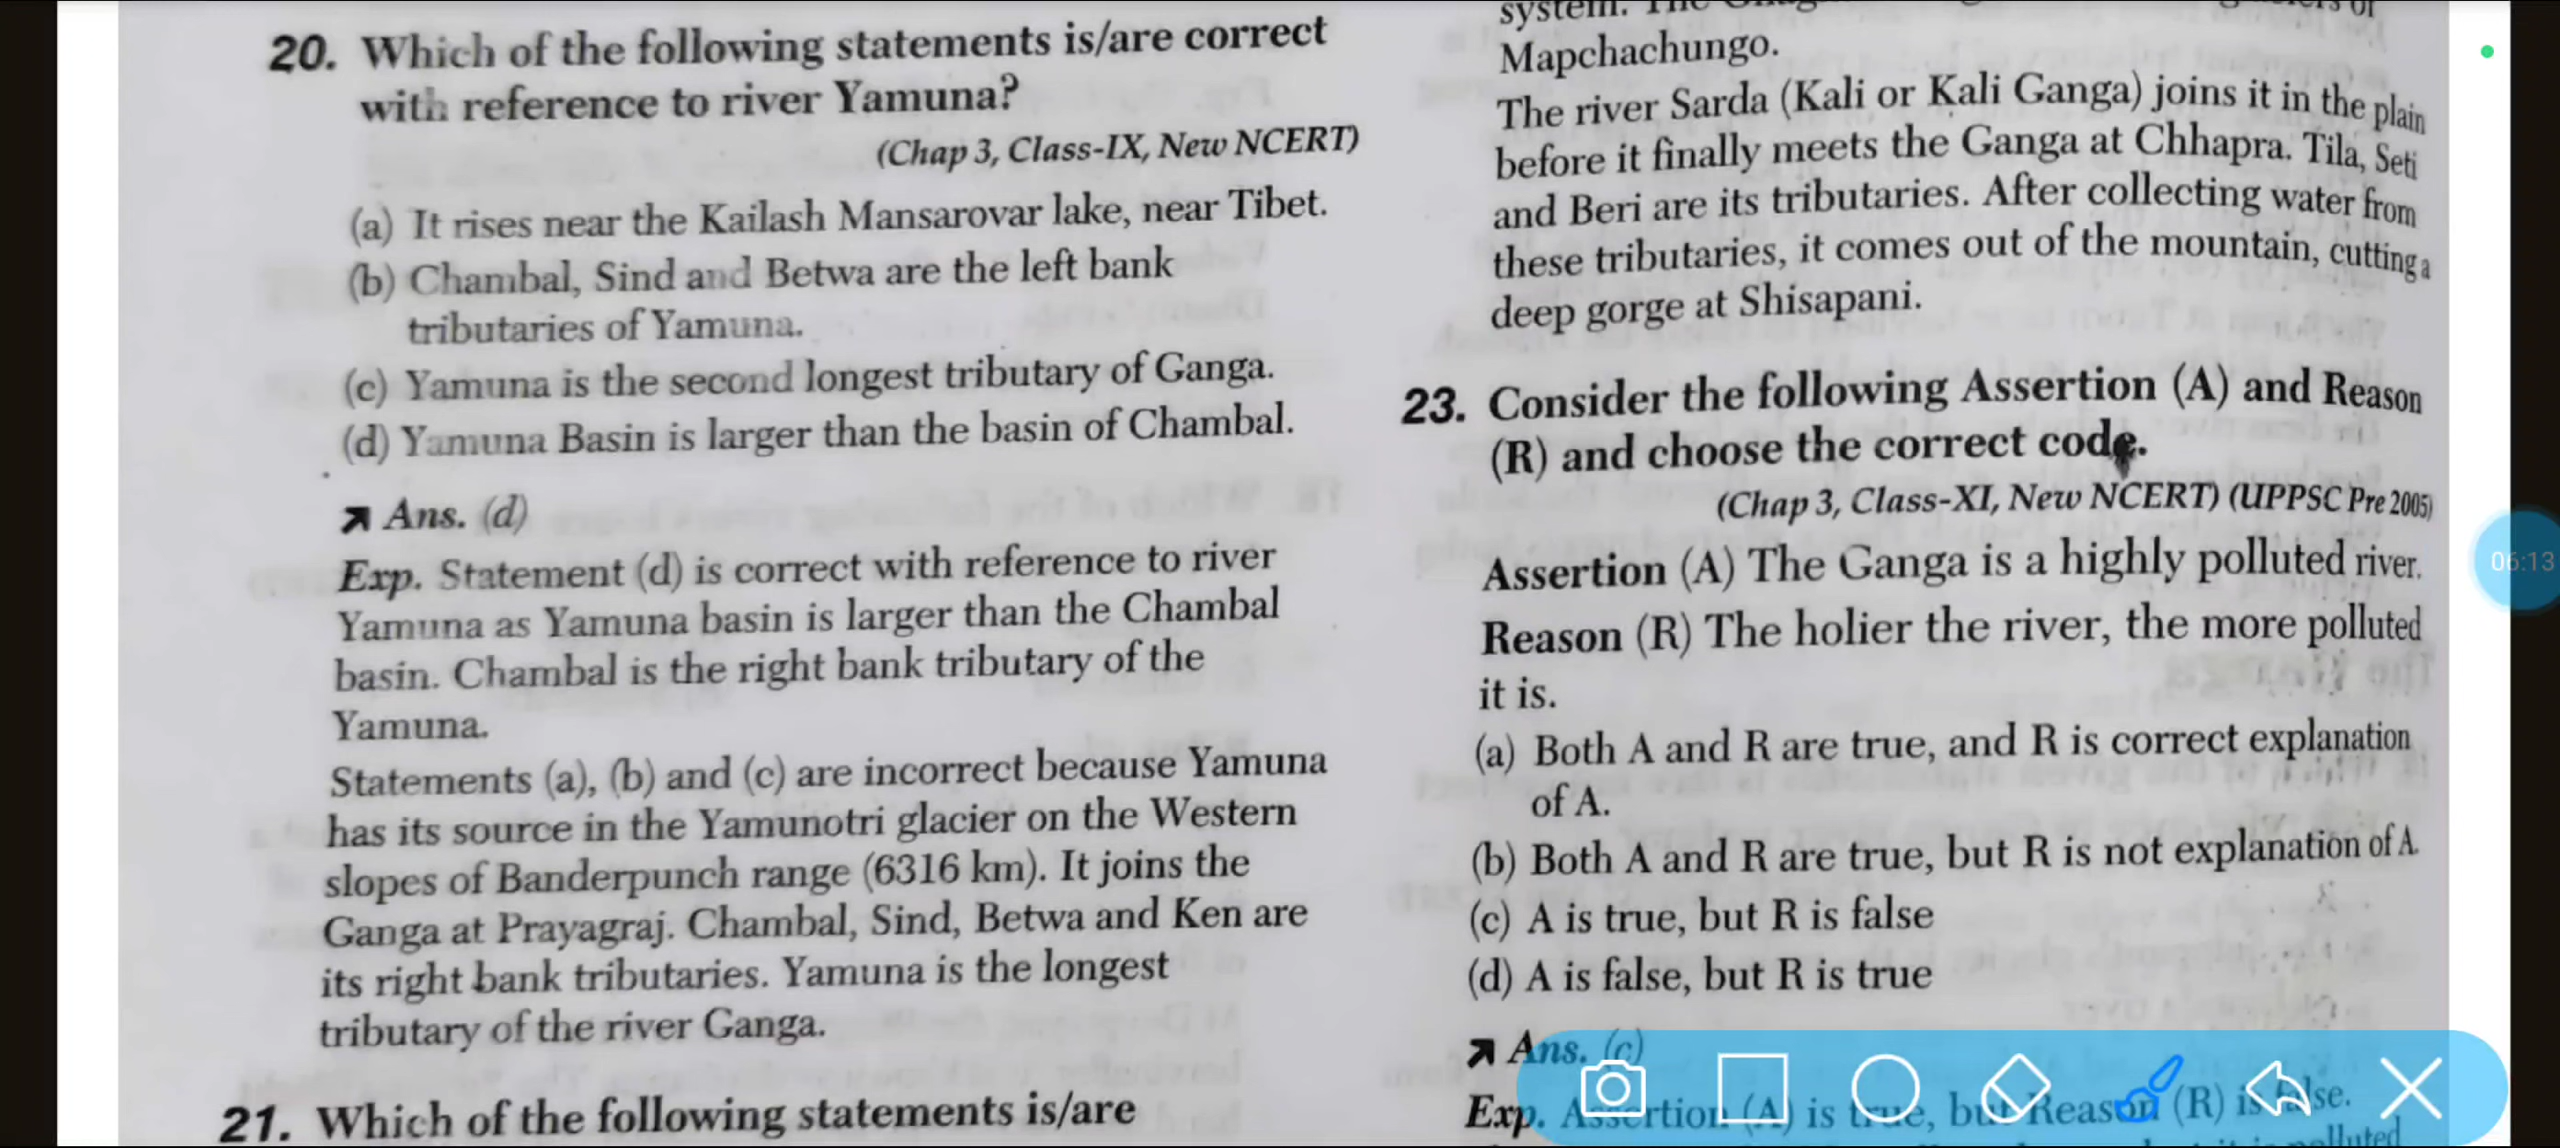 20. Which of the following statements is/are correct
with reference to river Yamuna?
(Chap 3, Class-IX, New NCERT)
(a) It rises near the Kailash Mansarovar lake, near Tibet.
(b) Chambal, Sind and Betwa are the left bank
tributaries of Yamuna.
(c) Yamuna is the second longest tributary of Ganga.
(d) Yamuna Basin is larger than the basin of Chambal.
Ans. (d)
Exp. Statement (d) is correct with reference to river
Yamuna as Yamuna basin is larger than the Chambal
basin. Chambal is the right bank tributary of the
Yamuna.
Statements (a), (b) and (c) are incorrect because Yamuna
has its source in the Yamunotri glacier on the Western
slopes of Banderpunch range (6316 km). It joins the
Ganga at Prayagraj. Chambal, Sind, Betwa and Ken are
its right bank tributaries. Yamuna is the longest
tributary of the river Ganga.
21. Which of the following statements is/are
system.
Mapchachungo.
The river Sarda (Kali or Kali Ganga) joins it in the plain
before it finally meets the Ganga at Chhapra. Tila, Seti
and Beri are its tributaries. After collecting water from
these tributaries, it comes out of the mountain, cutting a
deep gorge at Shisapani.
23. Consider the following Assertion (A) and Reason
(R) and choose the correct code.
(Chap 3, Class-XI, New NCERT) (UPPSC Pre 2005)
Assertion (A) The Ganga is a highly polluted river.
Reason (R) The holier the river, the more polluted
it is.
(a) Both A and R are true, and R is correct explanation
of A.
(b) Both A and R are true, but R is not explanation of A.
(c) A is true, but R is false
(d) A is false, but R is true
Ans. (c)
Exp. Assertion (A) is true, but Reason (R) is false.
polluted
06:13